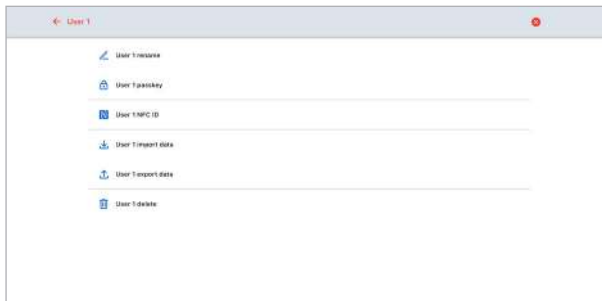 User 1
User 1 rename
User 1 passkey
User 1 NFC ID
User 1 import data
User 1 export data
User 1 delete